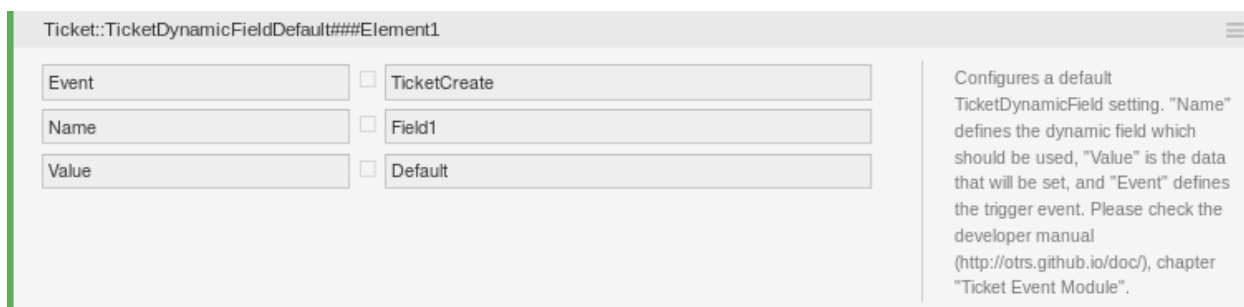 Ticket::TicketDynamicFieldDefault###Element1
Event TicketCreate
Name Field1
Value Default
Configures a default
TicketDynamicField setting. "Name"
defines the dynamic field which
should be used, "Value" is the data
that will be set, and "Event" defines
the trigger event. Please check the
developer manual
(http://otrs.github.io/doc/), chapter
"Ticket Event Module".